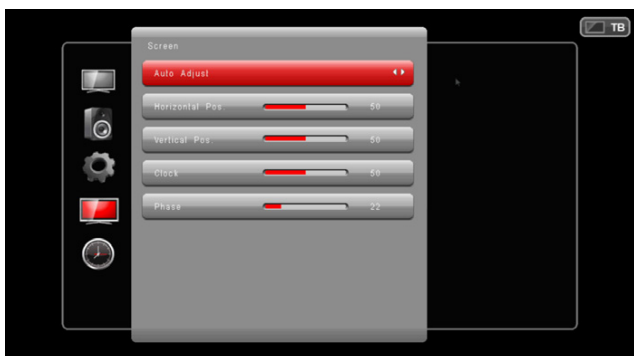 TB
Screen
Auto Adjust
Horizontal Pos. 50
Vertical Pos. 50
Clock 50
Phase 22